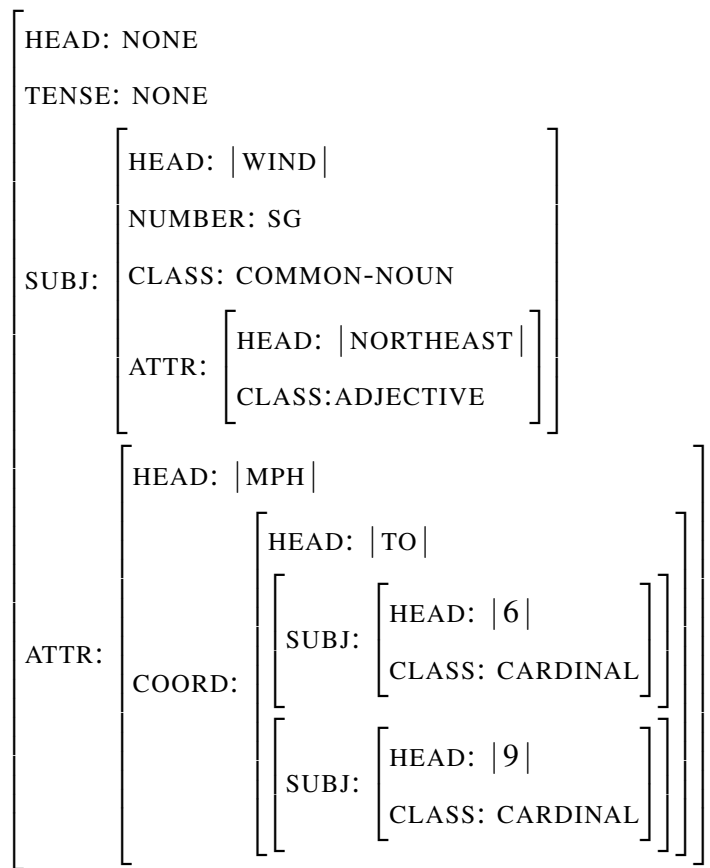 HEAD: NONE
TENSE: NONE
SUBJ:
HEAD: |WIND|
NUMBER: SG
CLASS: COMMON-NOUN
ATTR:
HEAD: |NORTHEAST|
CLASS:ADJECTIVE
ATTR:
HEAD: |MPH|
COORD:
HEAD: |TO|
SUBJ:
HEAD: |6|
CLASS: CARDINAL
SUBJ:
HEAD: |9|
CLASS: CARDINAL